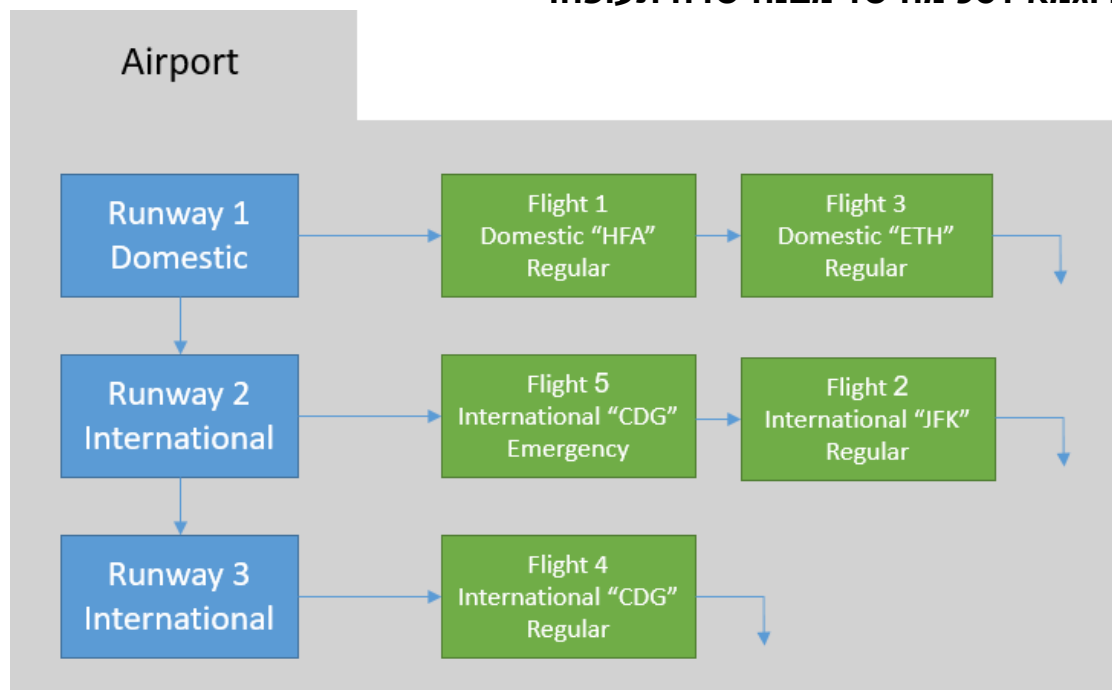 Airport
Runway 1
Domestic
Flight 1
Domestic “HFA”
Regular
Flight 3
Domestic “ETH”
Regular
Runway 2
International
Flight 5
International “CDG”
Emergency
Flight 2
International “JFK”
Regular
Runway 3
International
Flight 4
International “CDG”
Regular